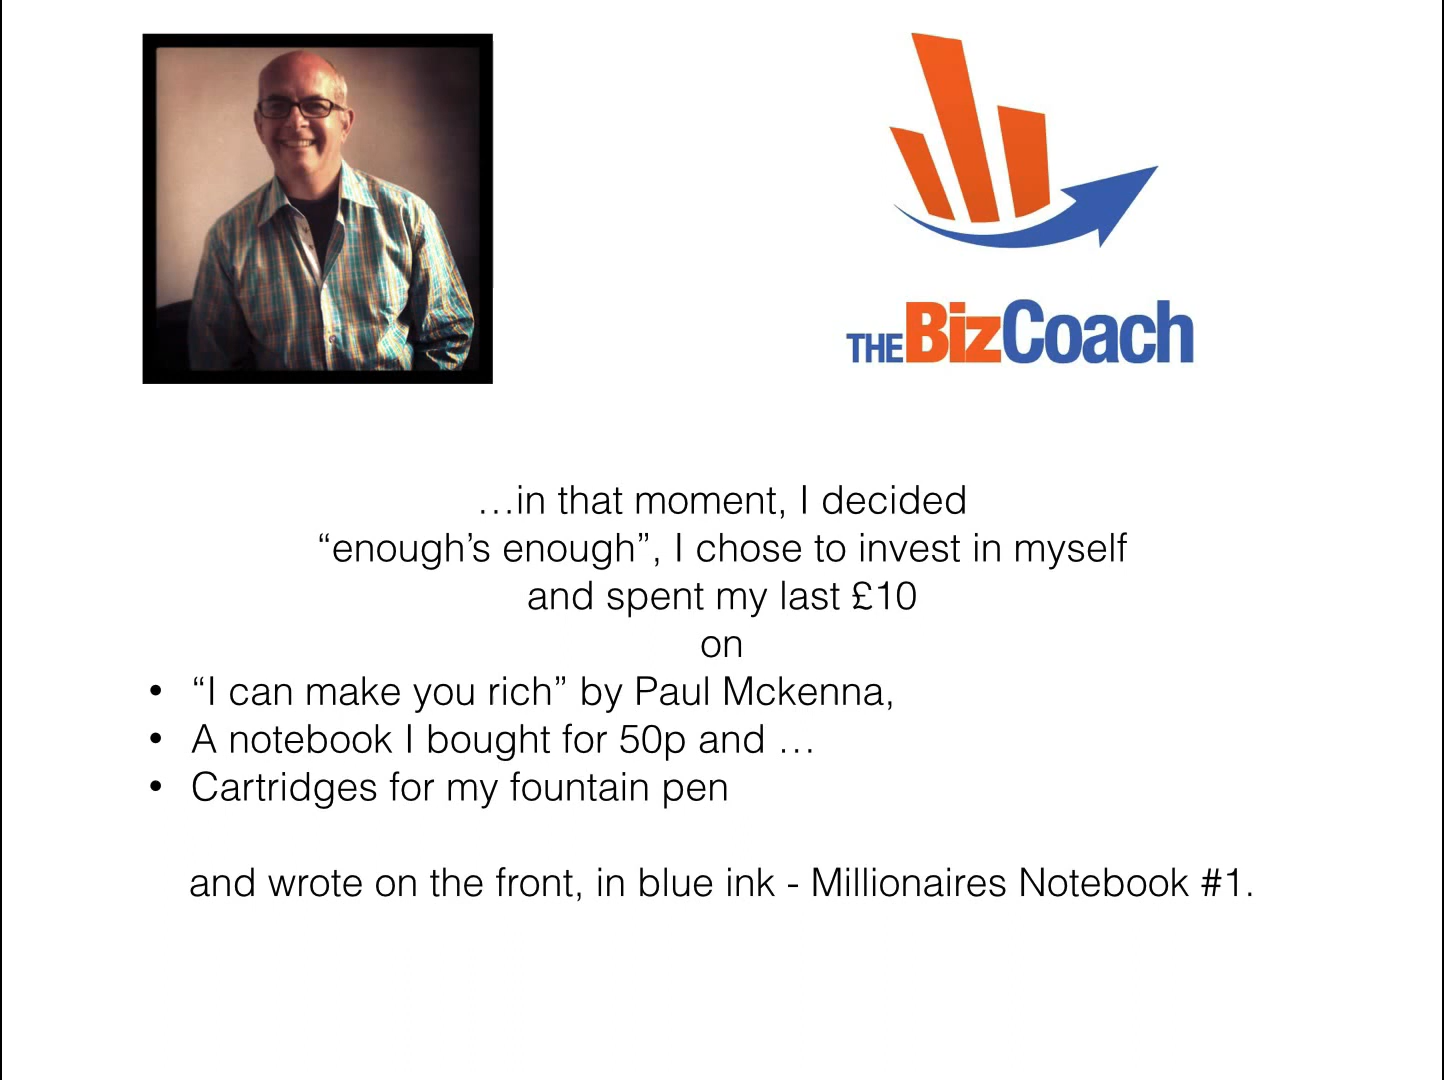 THE BizCoach
…in that moment, I decided
“enough’s enough”, I chose to invest in myself
and spent my last £10
on
• “I can make you rich” by Paul Mckenna,
• A notebook I bought for 50p and …
• Cartridges for my fountain pen
and wrote on the front, in blue ink - Millionaires Notebook #1.